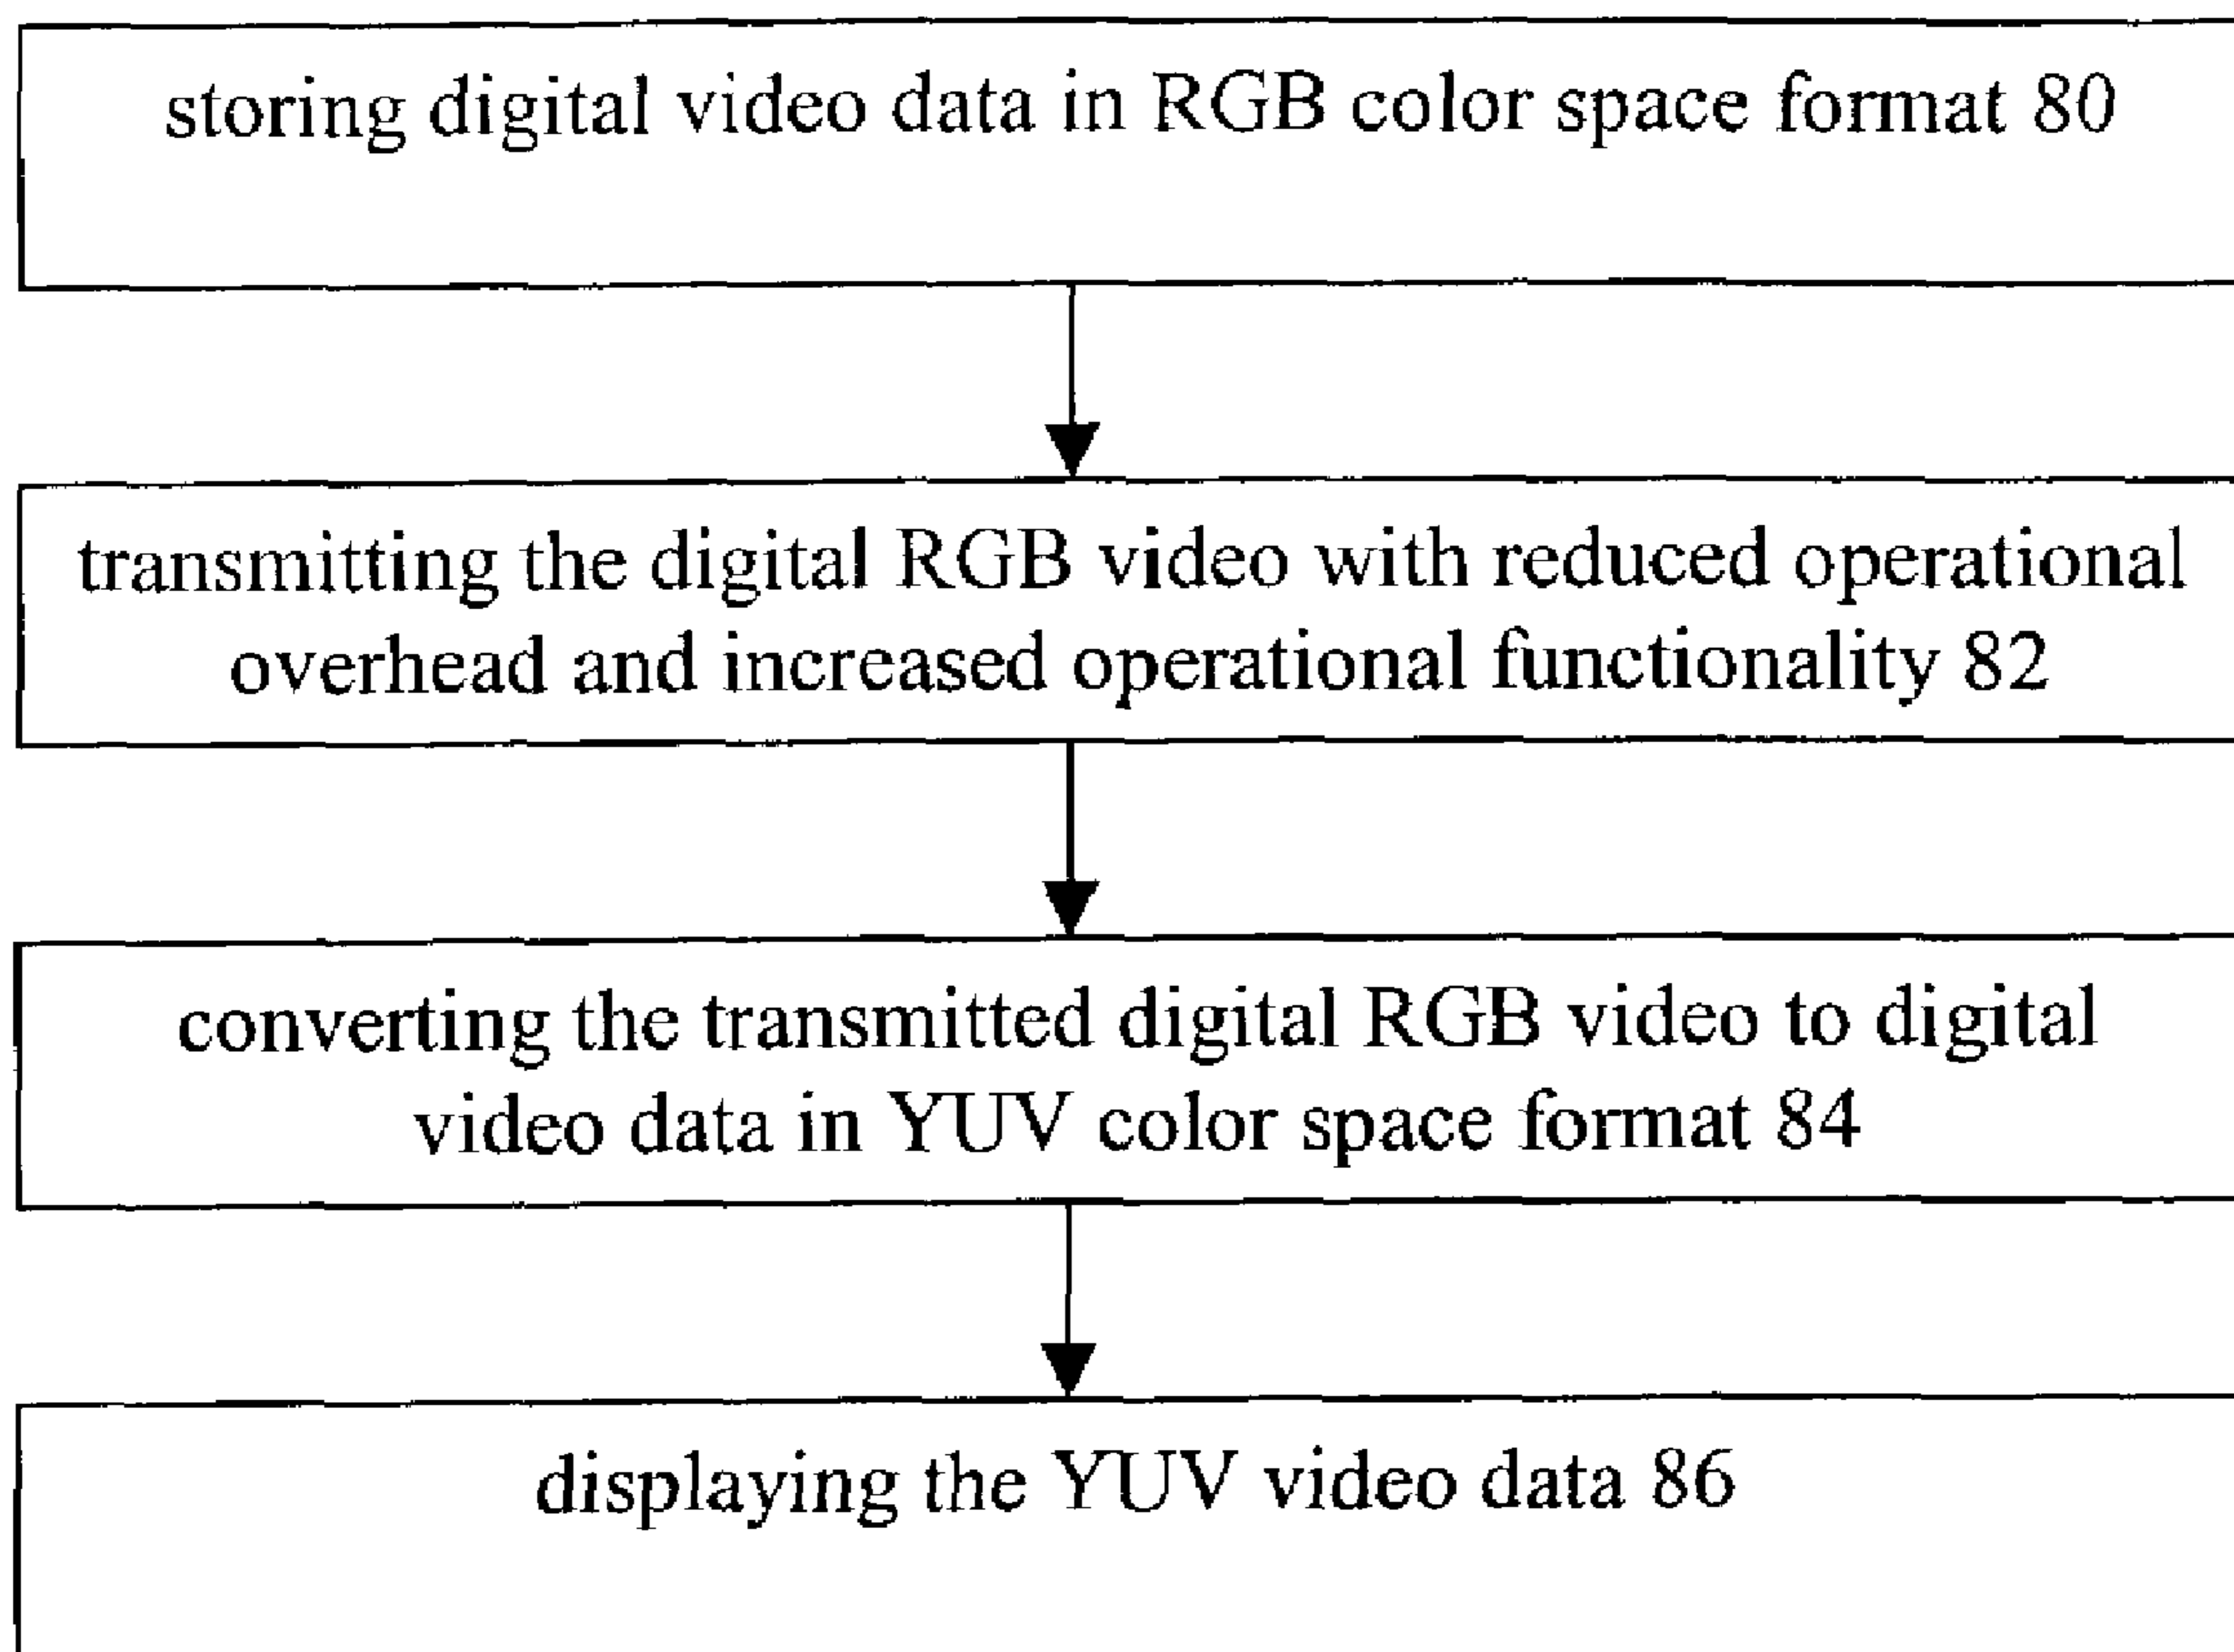 storing digital video data in RGB color space format 80
transmitting the digital RGB video with reduced operational
overhead and increased operational functionality 82
converting the transmitted digital RGB video to digital
video data in YUV color space format 84
displaying the YUV video data 86